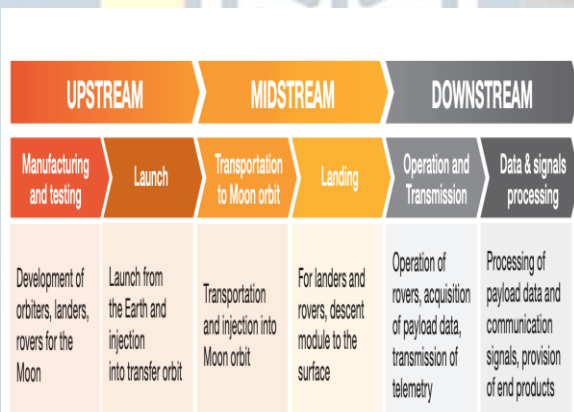 UPSTREAM
MIDSTREAM
DOWNSTREAM
Manufacturing
and testing
Launch
Transportation
to Moon orbit
Landing
Operation and
Transmission
Data & signals
processing
Development of
orbiters, landers,
rovers for the
Moon
Launch from
the Earth and
injection
into transfer orbit
Transportation
and injection into
Moon orbit
For landers and
rovers, descent
module to the
surface
Operation of
rovers, acquisition
of payload data,
transmission of
telemetry
Processing of
payload data and
communication
signals, provision
of end products